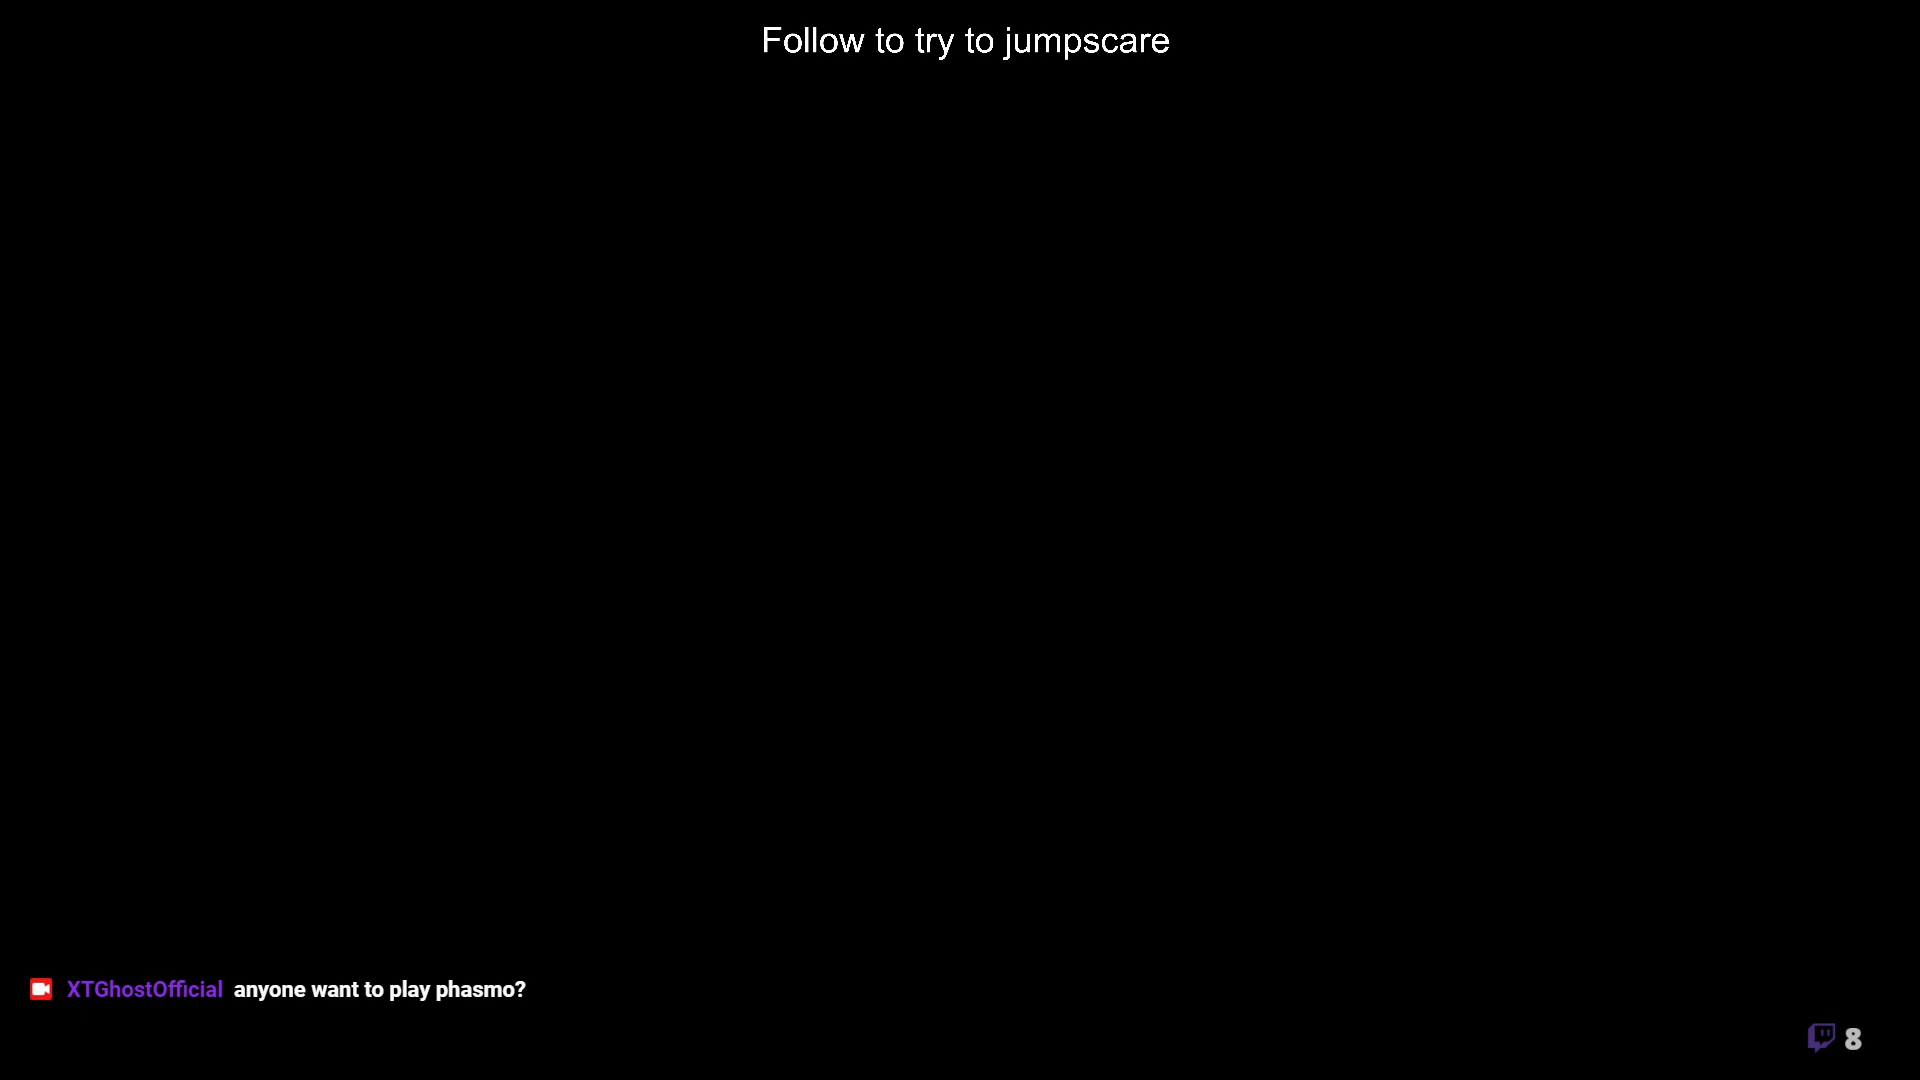 Follow to try to jumpscare
XTGhostOfficial anyone want to play phasmo?
8